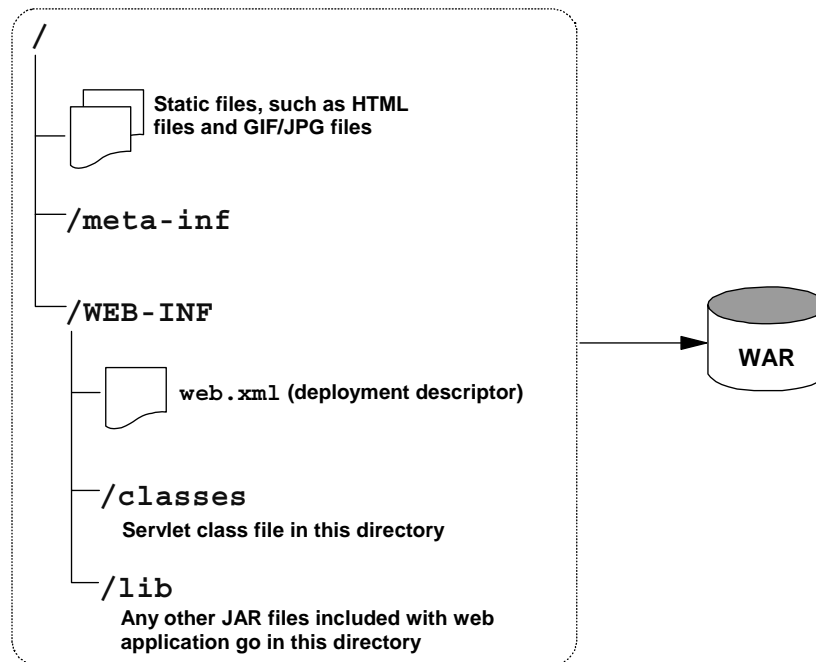 /
Static files, such as HTML
files and GIF/JPG files
/meta-inf
/WEB-INF
WAR
web.xml (deployment descriptor)
/classes
Servlet class file in this directory
/lib
Any other JAR files included with web
application go in this directory